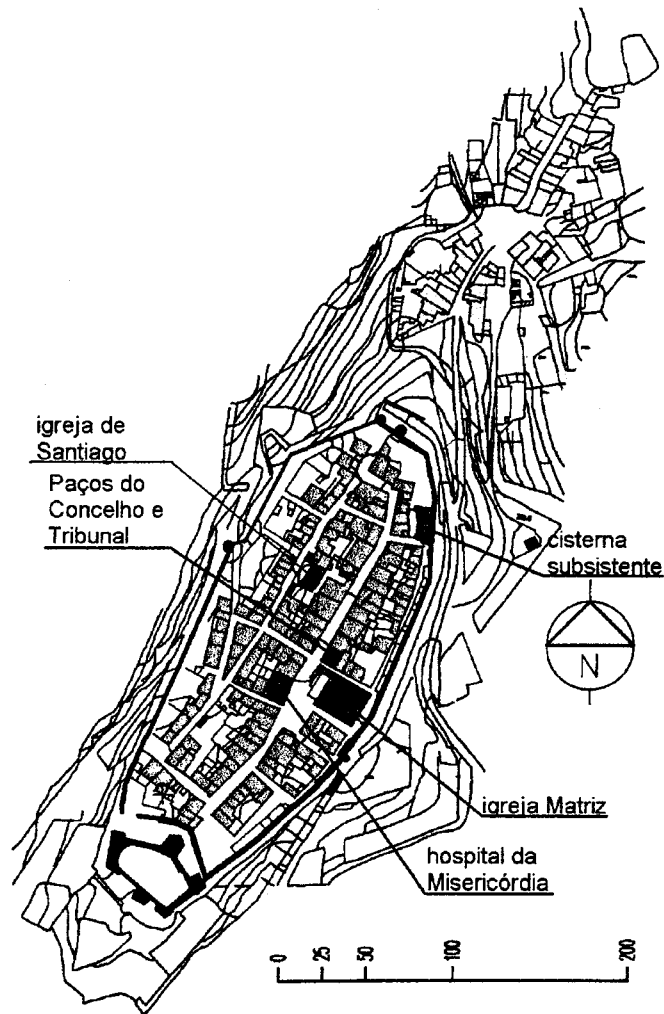 igreja de
Santiago
Paços do
Concelho e
Tribunal
cisterna
subsistente
N
igreja Matriz
hospital da
Misericórdia
0 25 50 100 200